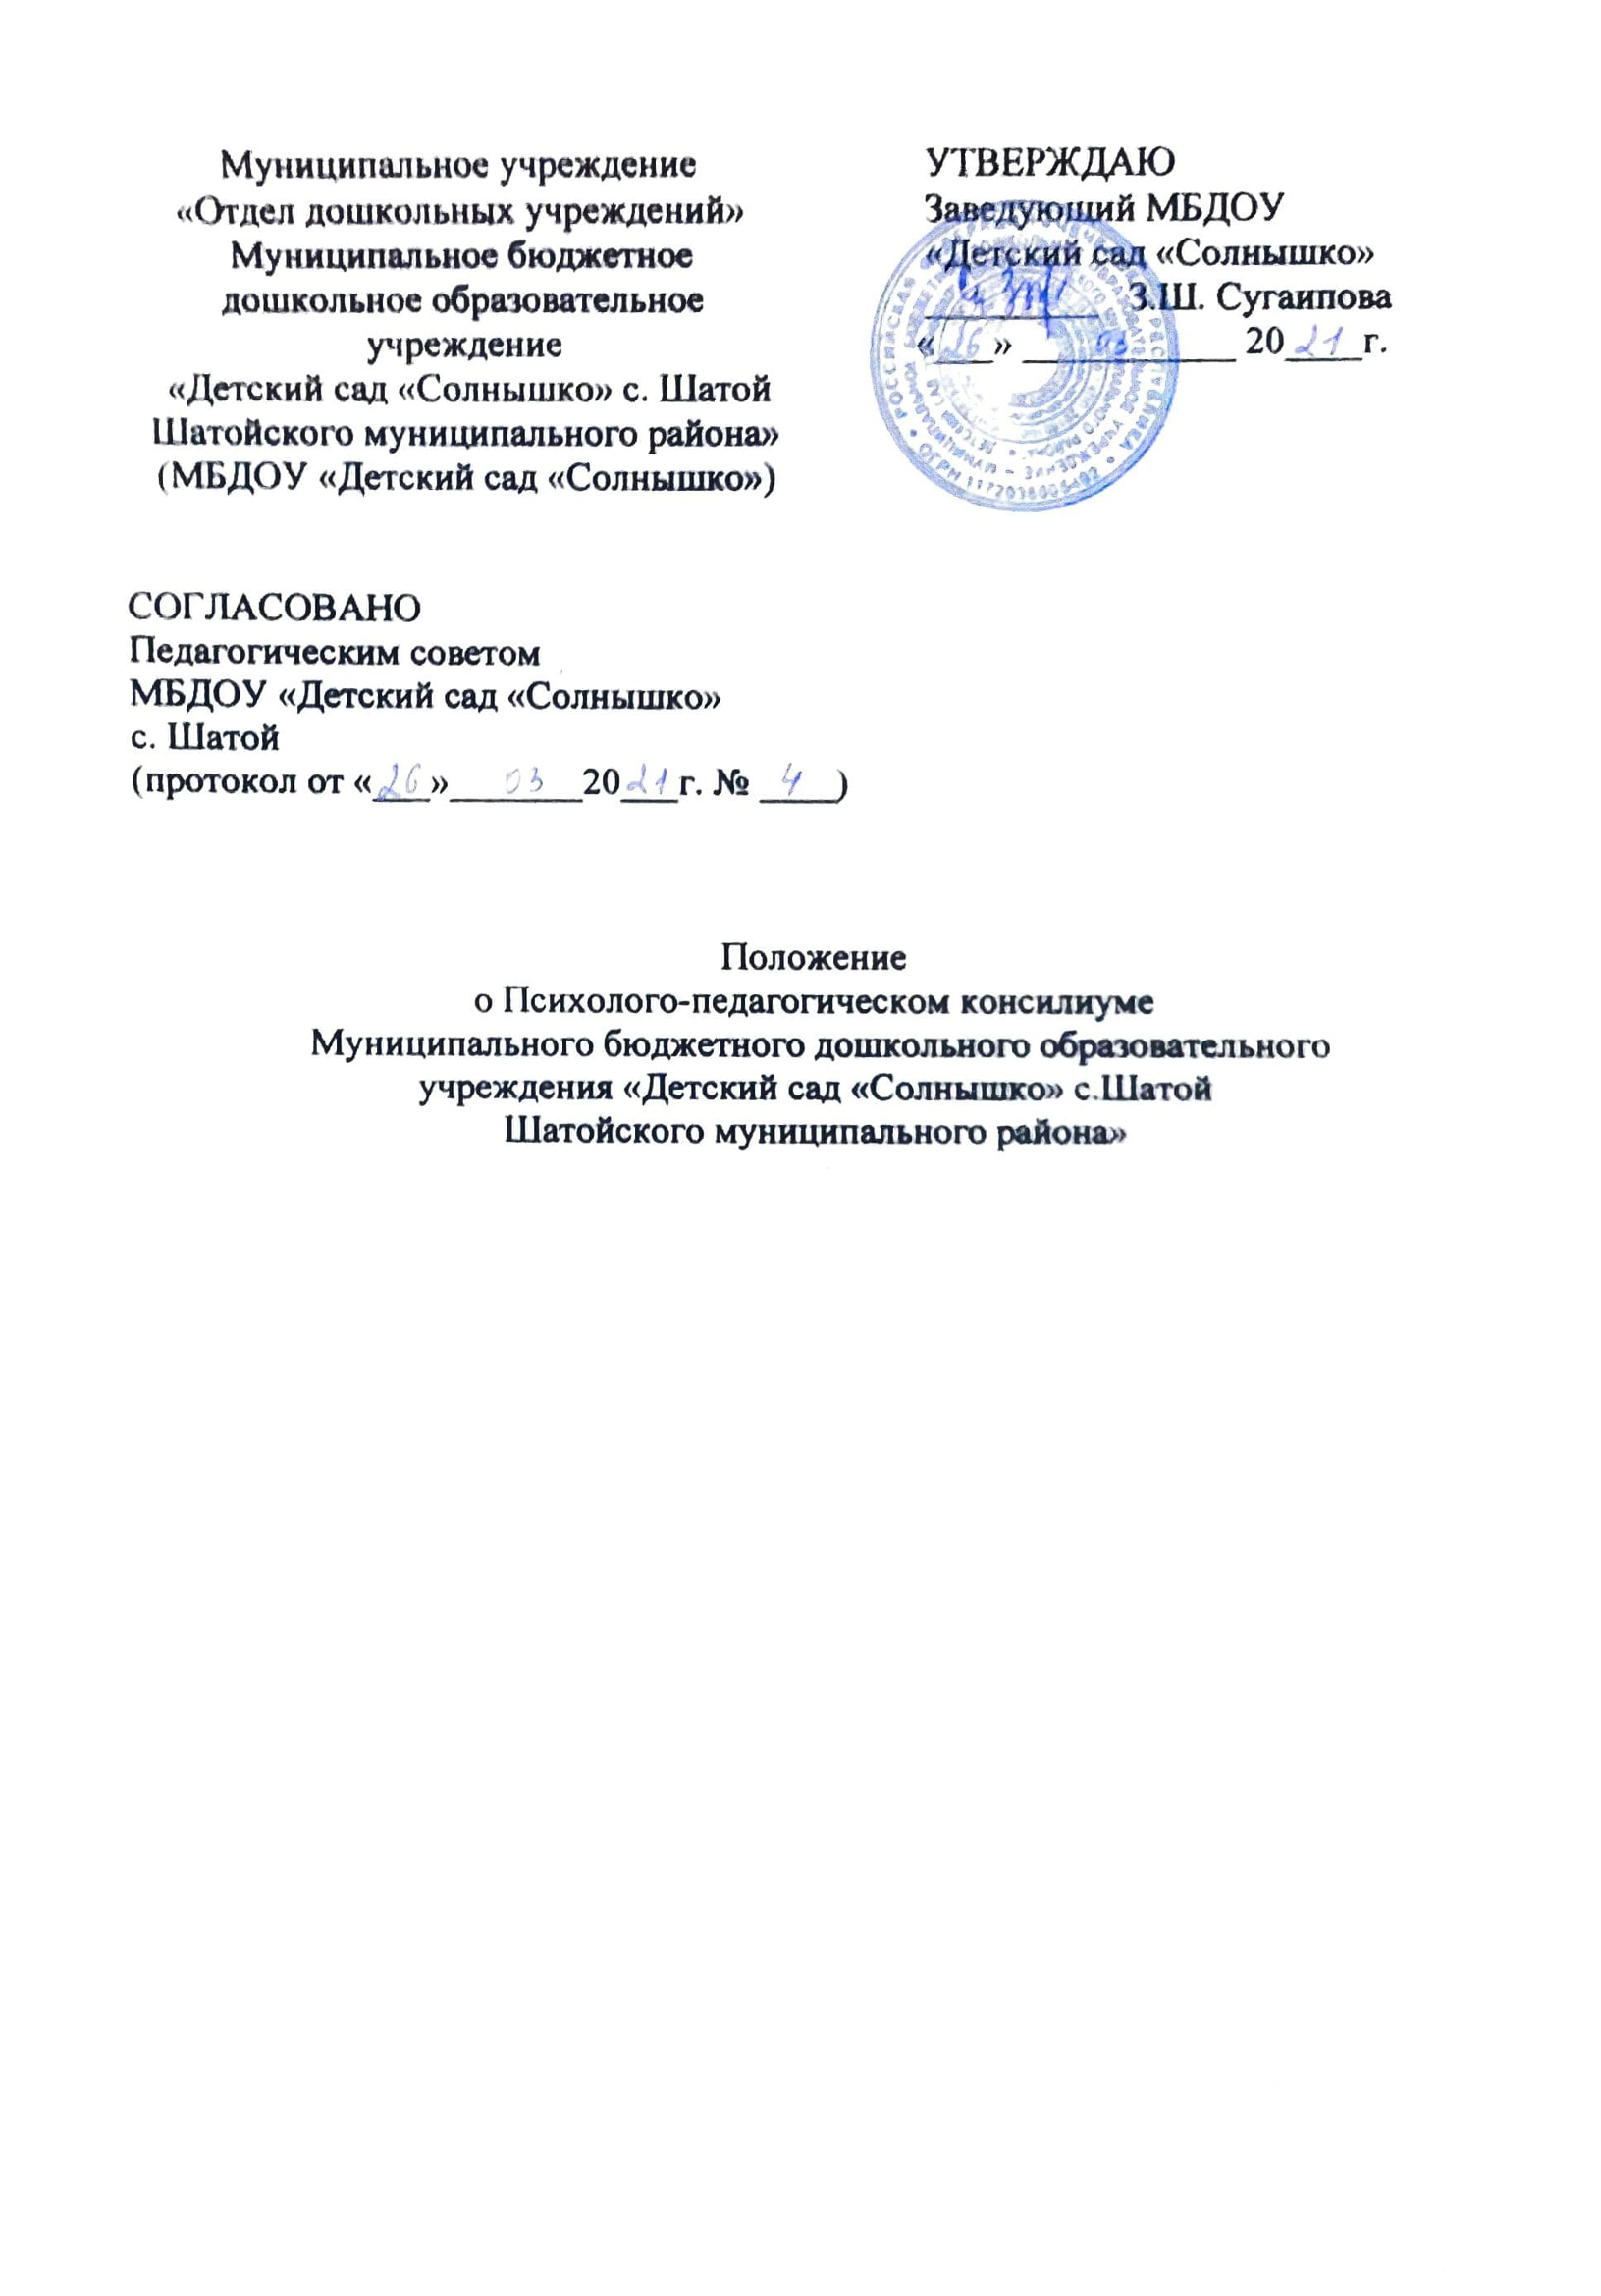 Муниципальное учреждение
«Отдел дошкольных учреждений»
Муниципальное бюджетное
дошкольное образовательное
учреждение
«Детский сад «Солнышко» с. Шатой
Шатойского муниципального района»
(МБДОУ «Детский сад «Солнышко»)
УТВЕРЖДАЮ
Заведующий МБДОУ
«Детский сад «Солнышко»
_________ З.Ш. Сугаипова
«26» 03 2021г.
СОГЛАСОВАНО
Педагогическим советом
МБДОУ «Детский сад «Солнышко»
с. Шатой
(протокол от «26» 03 2021г. № 4)
Положение
о Психолого-педагогическом консилиуме
Муниципального бюджетного дошкольного образовательного
учреждения «Детский сад «Солнышко» с.Шатой
Шатойского муниципального района»